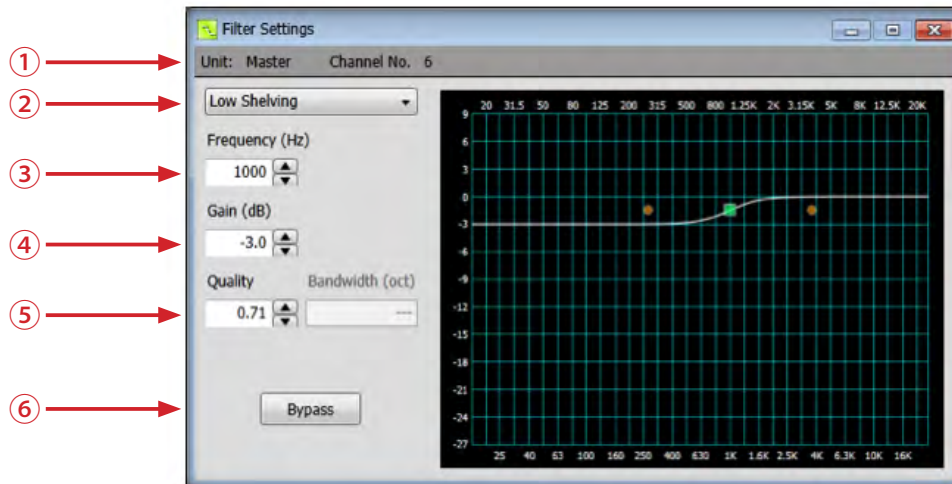 Filter Settings
① Unit: Master Channel No. 6
② Low Shelving
Frequency (Hz)
③ 1000
Gain (dB)
④ -3.0
Quality Bandwidth (oct)
⑤ 0.71 ---
⑥ Bypass
20 31.5 50 80 125 200 315 500 800 1.25K 2K 3.15K 5K 8K 12.5K 20K
9
6
3
0
-3
-6
-9
-12
-15
-18
-21
-24
-27
25 40 63 100 160 250 400 630 1K 1.6K 2.5K 4K 6.3K 10K 16K